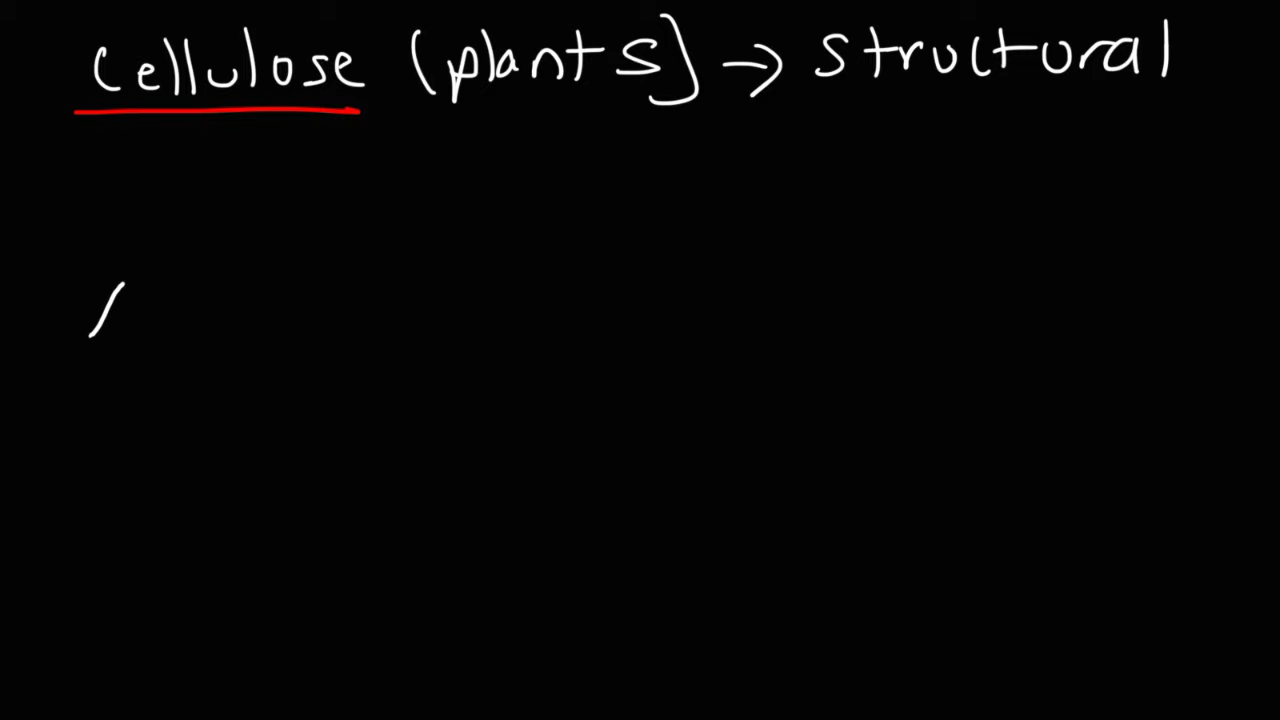 cellulose (plants) → structural